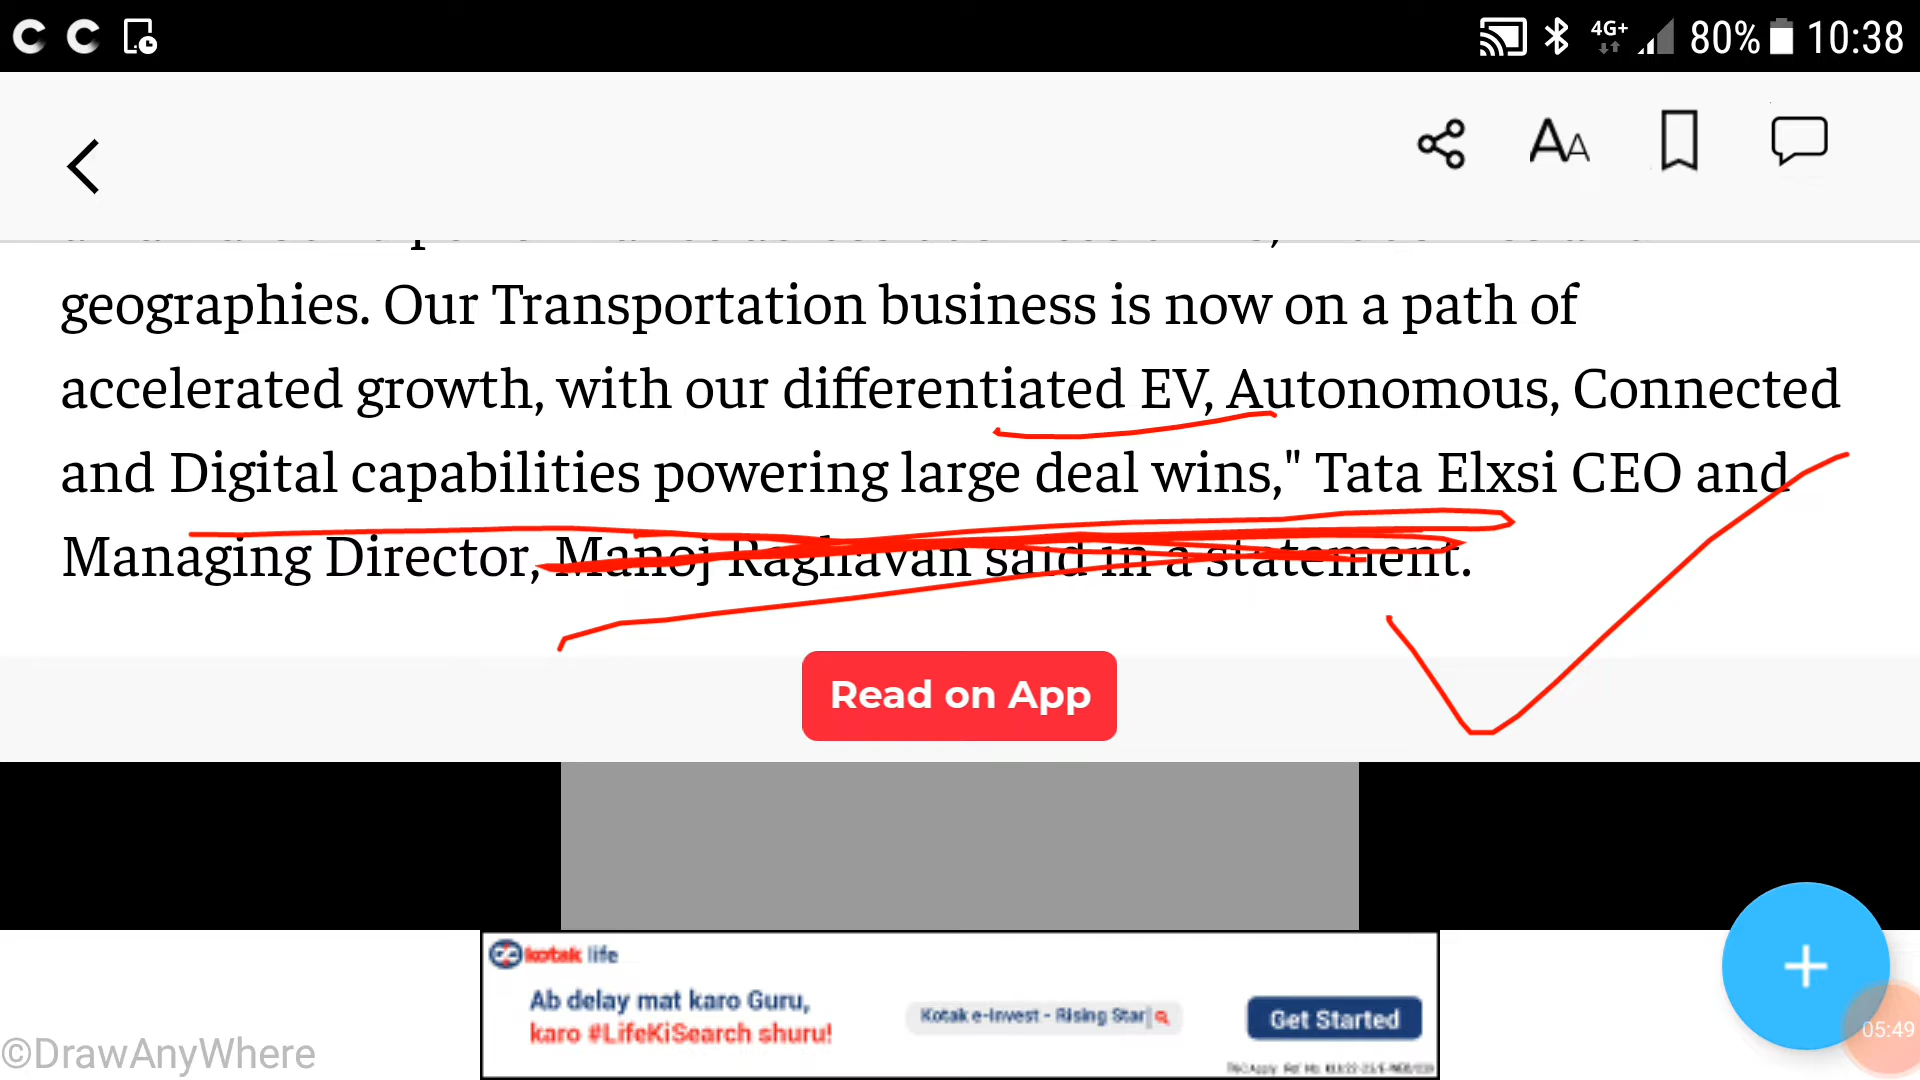 4G+ 80% 10:38
AA
geographies. Our Transportation business is now on a path of
accelerated growth, with our differentiated EV, Autonomous, Connected
and Digital capabilities powering large deal wins," Tata Elxsi CEO and
Managing Director, Manoj Raghavan said in a statement.
Read on App
kotak life
Ab delay mat karo Guru,
karo #LifeKiSearch shuru!
Kotak e-Invest - Rising Star
Get Started
05:49
©DrawAnyWhere